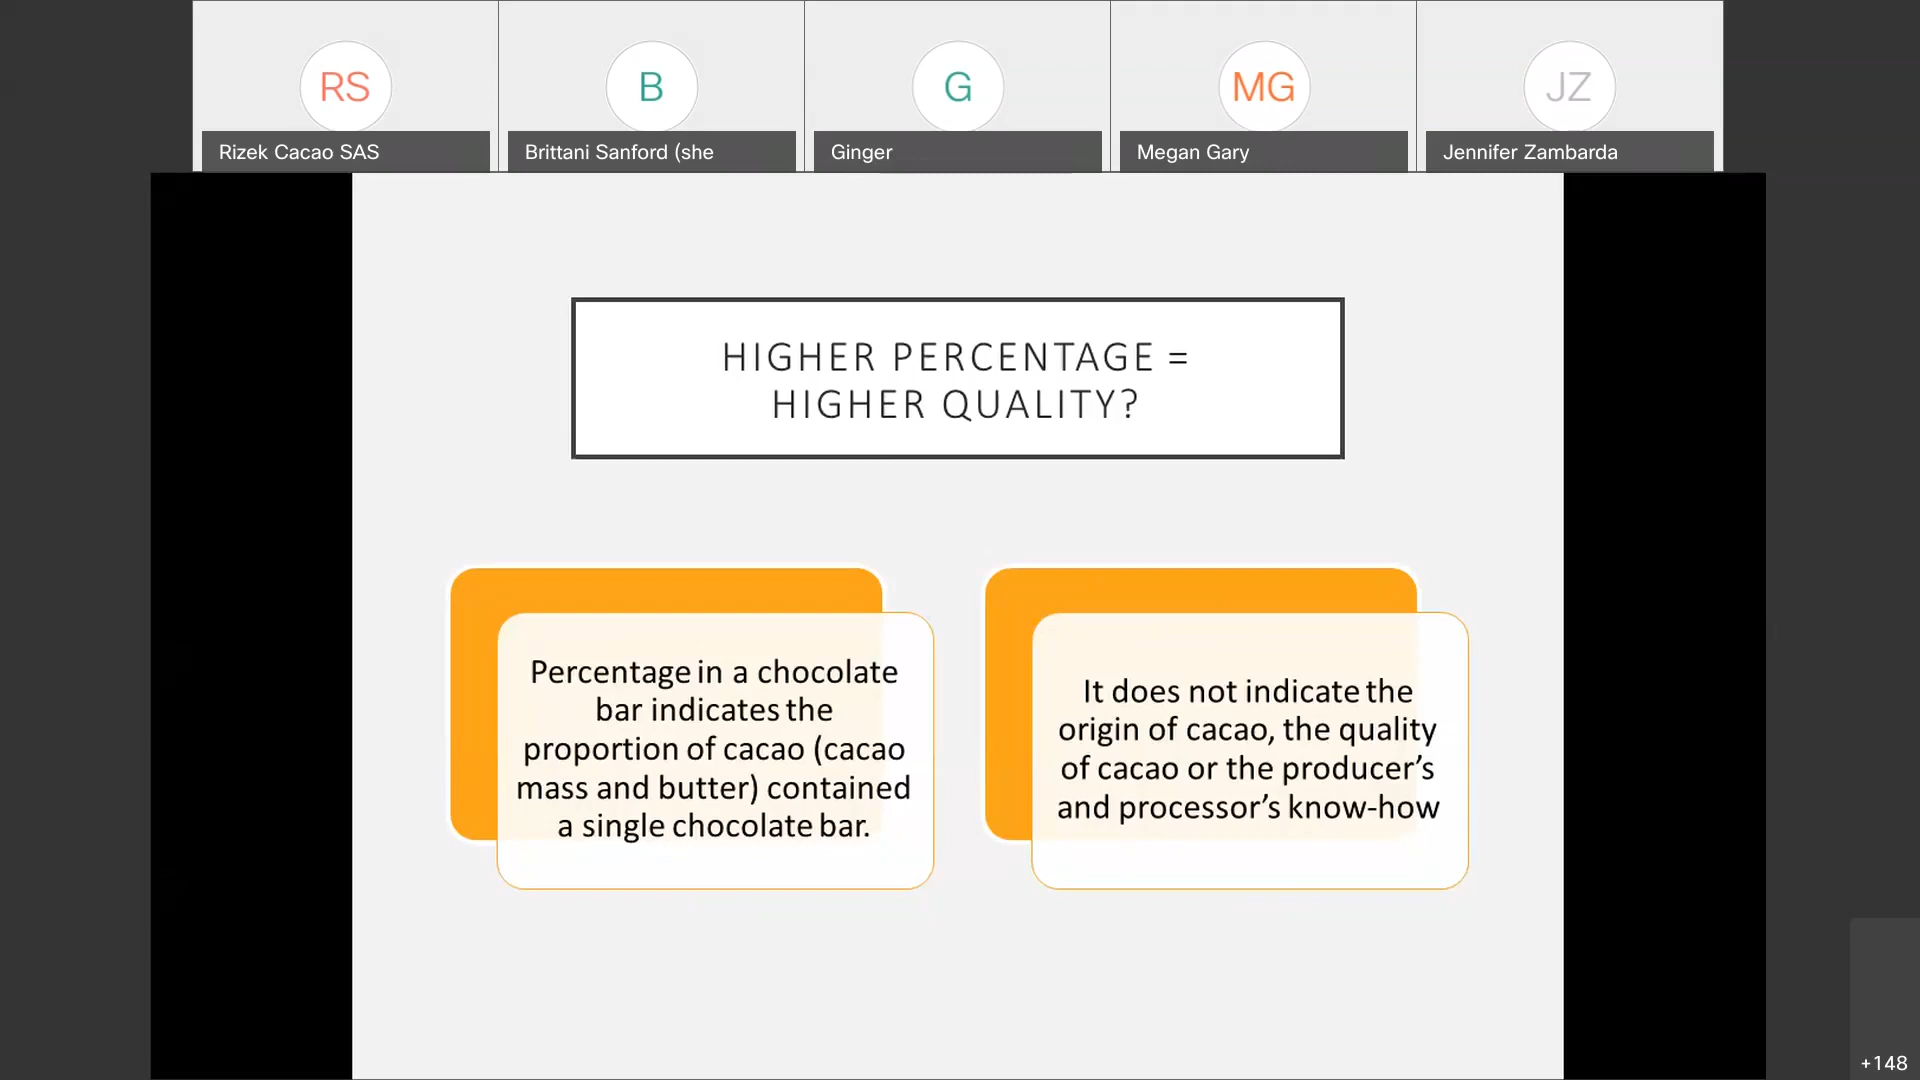 RS
B
G
MG
JZ
Rizek Cacao SAS
Brittani Sanford (she
Ginger
Megan Gary
Jennifer Zambarda
HIGHER PERCENTAGE =
HIGHER QUALITY?
Percentage in a chocolate
bar indicates the
proportion of cacao (cacao
mass and butter) contained
a single chocolate bar.
It does not indicate the
origin of cacao, the quality
of cacao or the producer’s
and processor’s know-how
+148